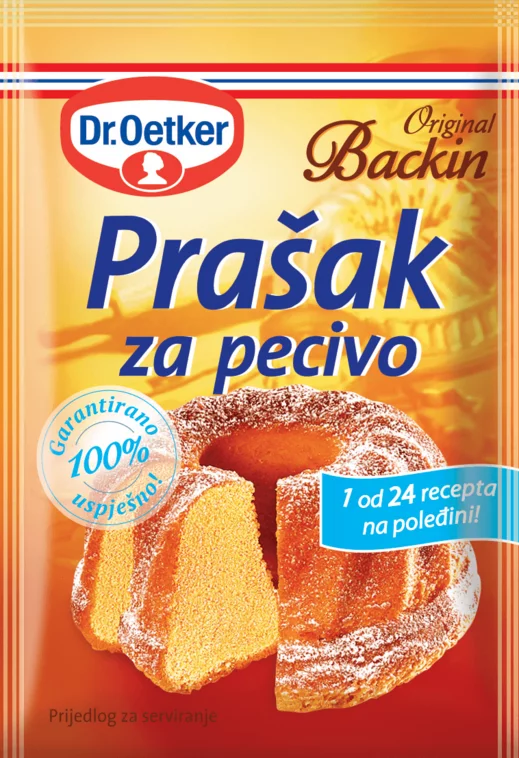 Dr.Oetker
Original
Backin
Prašak
za pecivo
Garantirano
100%
uspješno!
1 od 24 recepta
na poleđini!
Prijedlog za serviranje